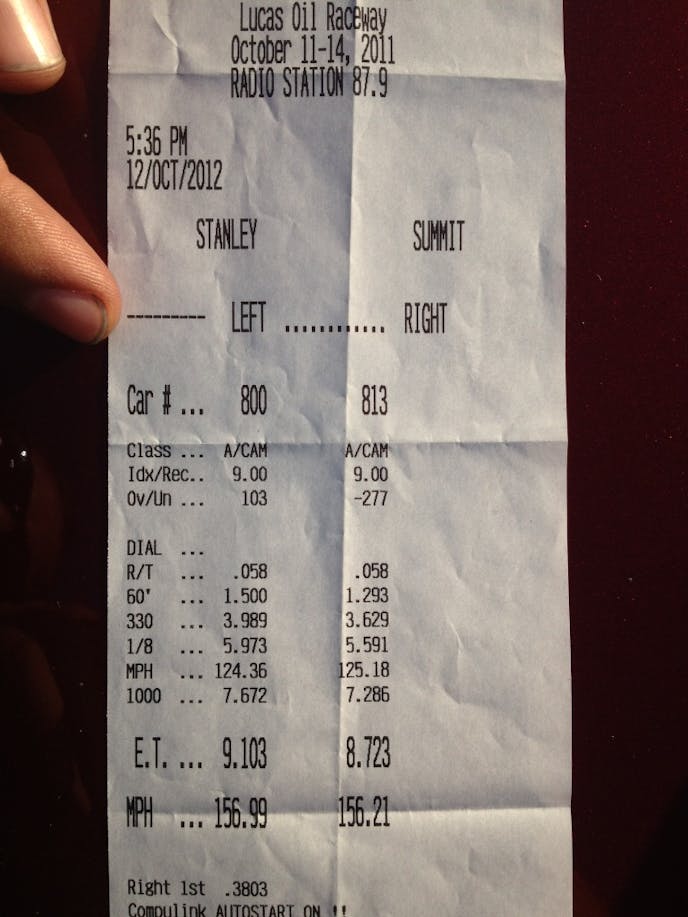 Lucas Oil Raceway
October 11-14, 2011
RADIO STATION 87.9
5:36 PM
12/OCT/2012
STANLEY SUMMIT
--------- LEFT ............ RIGHT
Car # ... 800 813
Class ... A/CAM A/CAM
Idx/Rec.. 9.00 9.00
Ov/Un ... 103 -277
DIAL ...
R/T ... .058 .058
60' ... 1.500 1.293
330 ... 3.989 3.629
1/8 ... 5.973 5.591
MPH ... 124.36 125.18
1000 ... 7.672 7.286
E.T. ... 9.103 8.723
MPH ... 156.99 156.21
Right 1st .3803
Compulink AUTOSTART ON !!